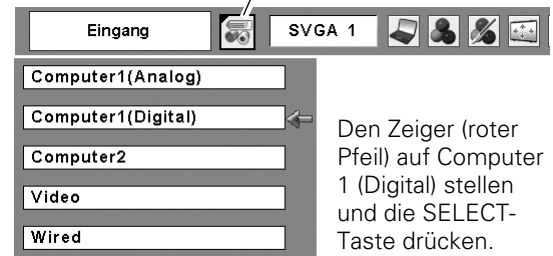 Eingang
SVGA 1
Computer1(Analog)
Computer1(Digital)
Computer2
Video
Wired
Den Zeiger (roter
Pfeil) auf Computer
1 (Digital) stellen
und die SELECT-
Taste drücken.